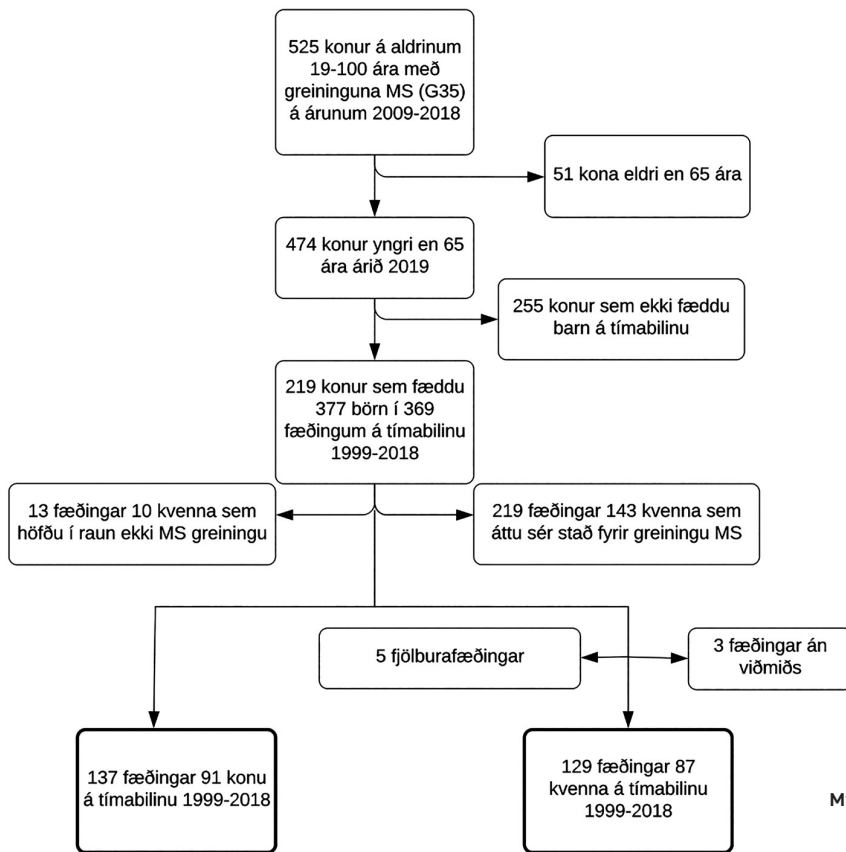 525 konur á aldrinum
19-100 ára með
greininguna MS (G35)
á árunum 2009-2018
51 kona eldri en 65 ára
474 konur yngri en 65
ára árið 2019
255 konur sem ekki fæddu
barn á tímabilinu
219 konur sem fæddu
377 börn í 369
fæðingum á tímabilinu
1999-2018
13 fæðingar 10 kvenna sem
höfðu í raun ekki MS greiningu
219 fæðingar 143 kvenna sem
áttu sér stað fyrir greiningu MS
5 fjölburafæðingar
3 fæðingar án
viðmiðs
137 fæðingar 91 konu
á tímabilinu 1999-2018
129 fæðingar 87
kvenna á tímabilinu
1999-2018